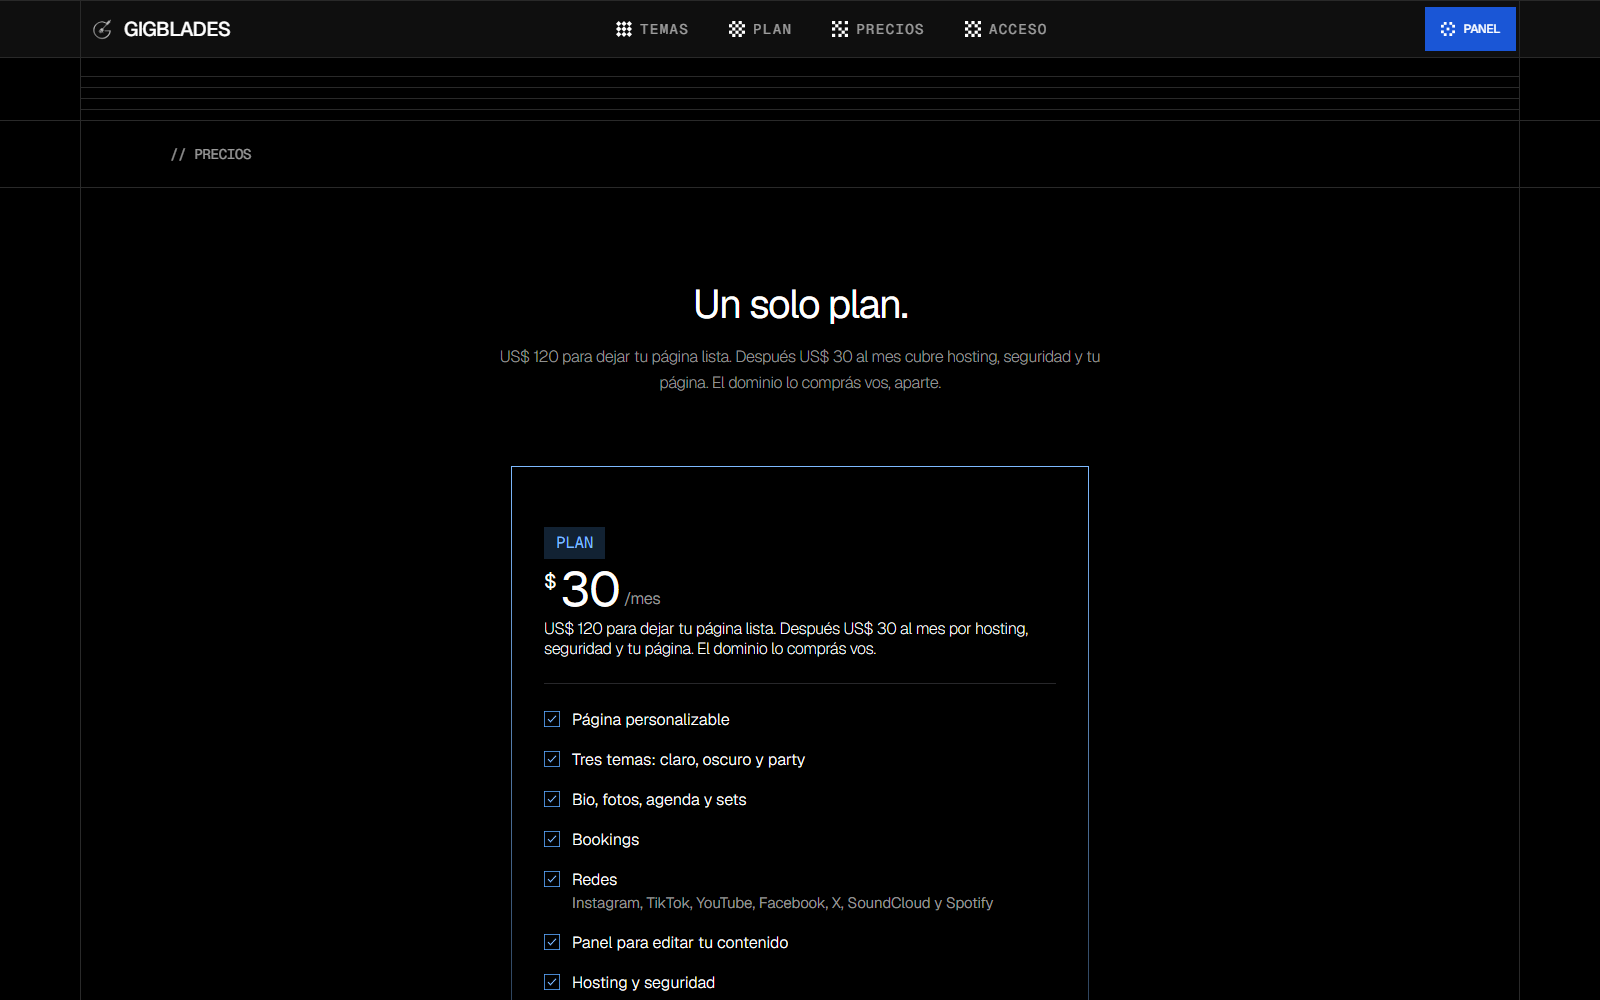 GIGBLADES
TEMAS
PLAN
PRECIOS
ACCESO
PANEL
// PRECIOS
Un solo plan.
US$ 120 para dejar tu página lista. Después US$ 30 al mes cubre hosting, seguridad y tu
página. El dominio lo comprás vos, aparte.
PLAN
$30/mes
US$ 120 para dejar tu página lista. Después US$ 30 al mes por hosting,
seguridad y tu página. El dominio lo comprás vos.
Página personalizable
Tres temas: claro, oscuro y party
Bio, fotos, agenda y sets
Bookings
Redes
Instagram, TikTok, YouTube, Facebook, X, SoundCloud y Spotify
Panel para editar tu contenido
Hosting y seguridad